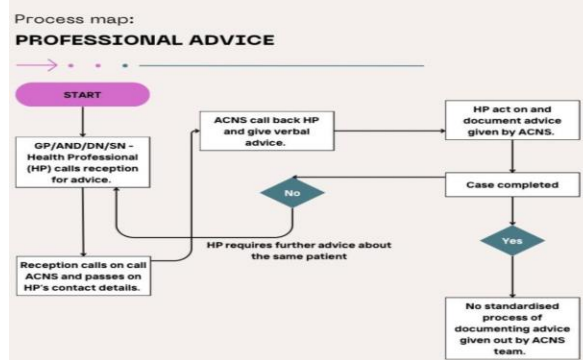 Process map:
PROFESSIONAL ADVICE
START
GP/AND/DN/SN -
Health Professional
(HP) calls reception
for advice.
Reception calls on call
ACNS and passes on
HP's contact details.
ACNS call back HP
and give verbal
advice.
HP act on and
document advice
given by ACNS.
Case completed
No
HP requires further advice about
the same patient
Yes
No standardised
process of
documenting advice
given out by ACNS
team.